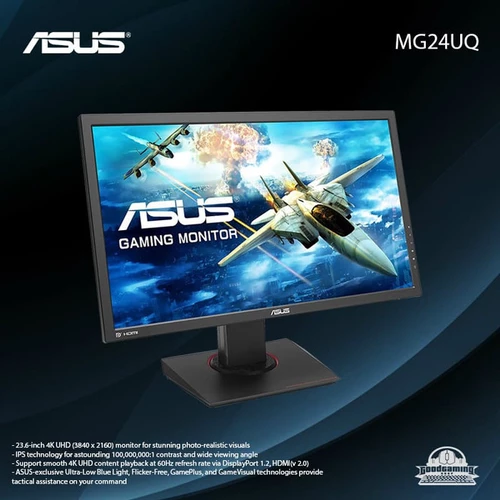 ASUS®
MG24UQ
ASUS
GAMING MONITOR
ASUS
HDMI
- 23.6-inch 4K UHD (3840 x 2160) monitor for stunning photo-realistic visuals
- IPS technology for astounding 100,000,000:1 contrast and wide viewing angle
- Support smooth 4K UHD content playback at 60Hz refresh rate via DisplayPort 1.2, HDMI(v 2.0)
- ASUS-exclusive Ultra-Low Blue Light, Flicker-Free, GamePlus, and GameVisual technologies provide
tactical assistance on your command
GOODGAMING